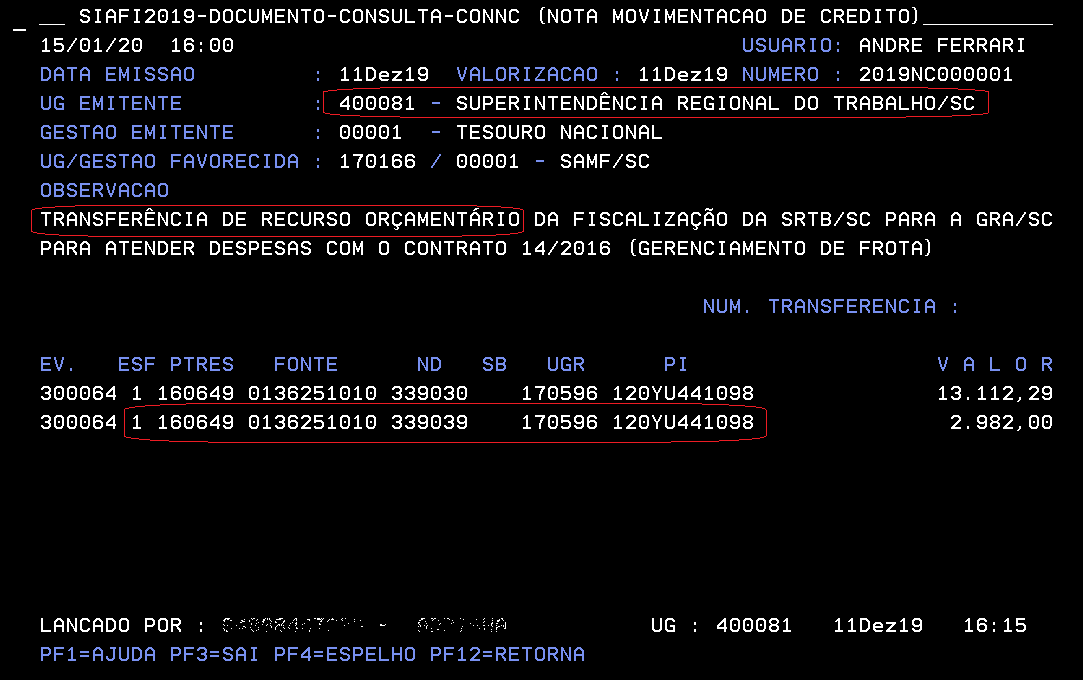 __ SIAFI2019-DOCUMENTO-CONSULTA-CONNC (NOTA MOVIMENTACAO DE CREDITO)__________
15/01/20 16:00 USUARIO: ANDRE FERRARI
DATA EMISSAO : 11Dez19 VALORIZACAO : 11Dez19 NUMERO : 2019NC000001
UG EMITENTE : 400081 - SUPERINTENDÊNCIA REGIONAL DO TRABALHO/SC
GESTAO EMITENTE : 00001 - TESOURO NACIONAL
UG/GESTAO FAVORECIDA : 170166 / 00001 - SAMF/SC
OBSERVACAO
TRANSFERÊNCIA DE RECURSO ORÇAMENTÁRIO DA FISCALIZAÇÃO DA SRTB/SC PARA A GRA/SC
PARA ATENDER DESPESAS COM O CONTRATO 14/2016 (GERENCIAMENTO DE FROTA)
NUM. TRANSFERENCIA :
EV. ESF PTRES FONTE ND SB UGR PI V A L O R
300064 1 160649 0136251010 339030 170596 120YU441098 13.112,29
300064 1 160649 0136251010 339039 170596 120YU441098 2.982,00
LANCADO POR : - UG : 400081 11Dez19 16:15
PF1=AJUDA PF3=SAI PF4=ESPELHO PF12=RETORNA